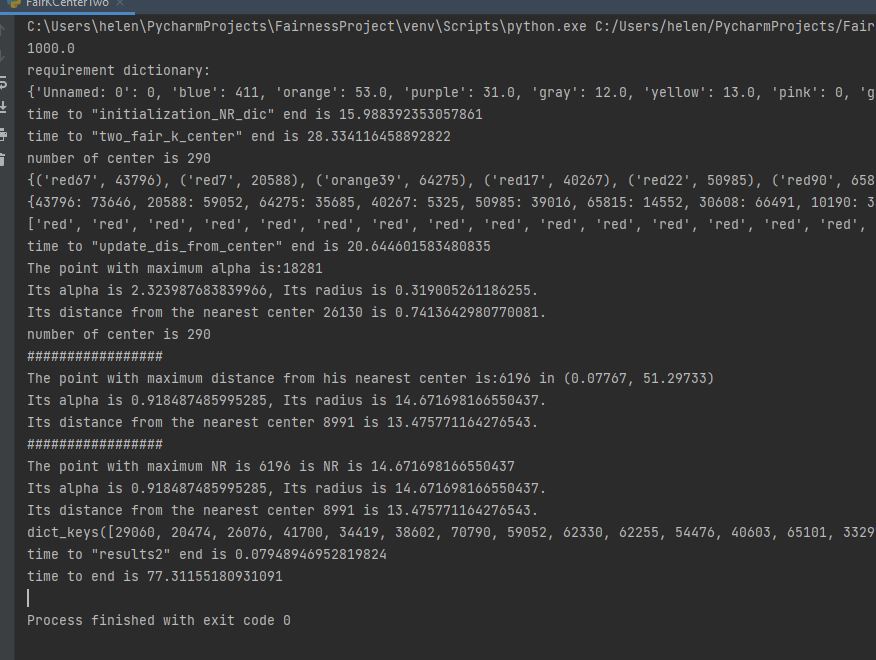 FairKCenterTwo
C:\Users\helen\PycharmProjects\FairnessProject\venv\Scripts\python.exe C:/Users/helen/PycharmProjects/Fair
1000.0
requirement dictionary:
{'Unnamed: 0': 0, 'blue': 411, 'orange': 53.0, 'purple': 31.0, 'gray': 12.0, 'yellow': 13.0, 'pink': 0, 'g
time to "initialization_NR_dic" end is 15.988392353057861
time to "two_fair_k_center" end is 28.334116458892822
number of center is 290
{('red67', 43796), ('red7', 20588), ('orange39', 64275), ('red17', 40267), ('red22', 50985), ('red90', 658
{43796: 73646, 20588: 59052, 64275: 35685, 40267: 5325, 50985: 39016, 65815: 14552, 30608: 66491, 10190: 3
['red', 'red', 'red', 'red', 'red', 'red', 'red', 'red', 'red', 'red', 'red', 'red', 'red', 'red', 'red',
time to "update_dis_from_center" end is 20.644601583480835
The point with maximum alpha is:18281
Its alpha is 2.323987683839966, Its radius is 0.319005261186255.
Its distance from the nearest center 26130 is 0.7413642980770081.
number of center is 290
#################
The point with maximum distance from his nearest center is:6196 in (0.07767, 51.29733)
Its alpha is 0.918487485995285, Its radius is 14.671698166550437.
Its distance from the nearest center 8991 is 13.475771164276543.
#################
The point with maximum NR is 6196 is NR is 14.671698166550437
Its alpha is 0.918487485995285, Its radius is 14.671698166550437.
Its distance from the nearest center 8991 is 13.475771164276543.
dict_keys([29060, 20474, 26076, 41700, 34419, 38602, 70790, 59052, 62330, 62255, 54476, 40603, 65101, 3329
time to "results2" end is 0.07948946952819824
time to end is 77.31155180931091
Process finished with exit code 0